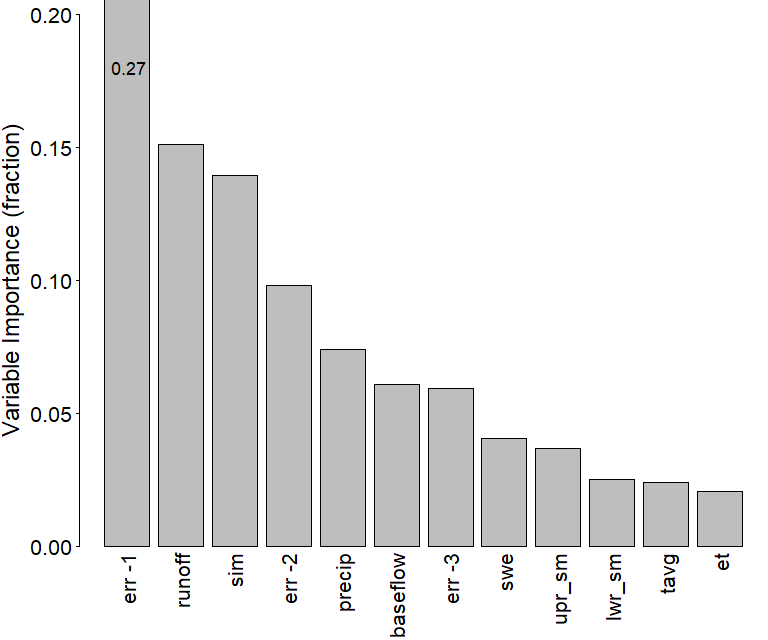 0.20
0.15
0.10
0.05
0.00
Variable Importance (fraction)
0.27
err -1
runoff
sim
err -2
precip
baseflow
err -3
swe
upr_sm
lwr_sm
tavg
et